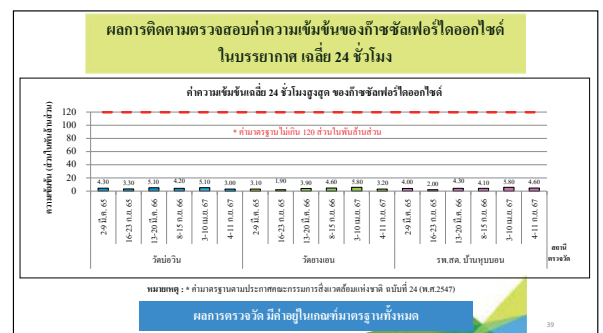 ผลการติดตามตรวจสอบค่าความเข้มข้นของก๊าซซัลเฟอร์ไดออกไซด์
ในบรรยากาศ เฉลี่ย 24 ชั่วโมง
ค่าความเข้มข้นเฉลี่ย 24 ชั่วโมงสูงสุด ของก๊าซซัลเฟอร์ไดออกไซด์
ความเข้มข้น (ส่วนในพันล้านส่วน)
120
100
80
60
40
20
0
* ค่ามาตรฐานไม่เกิน 120 ส่วนในพันล้านส่วน
4.30 3.30 5.10 4.20 5.10 3.00 3.10 1.90 3.90 4.60 5.80 3.20 4.00 2.00 4.30 4.10 5.80 4.60
2-9 มี.ค. 65 16-23 ก.ย. 65 13-20 มี.ค. 66 8-15 ก.ย. 66 3-10 เม.ย. 67 4-11 ก.ย. 67 2-9 มี.ค. 65 16-23 ก.ย. 65 13-20 มี.ค. 66 8-15 ก.ย. 66 3-10 เม.ย. 67 4-11 ก.ย. 67 2-9 มี.ค. 65 16-23 ก.ย. 65 13-20 มี.ค. 66 8-15 ก.ย. 66 3-10 เม.ย. 67 4-11 ก.ย. 67
วัดบ่อวิน วัดยางเอน รพ.สต. บ้านหุบบอน
สถานี
ตรวจวัด
หมายเหตุ : * ค่ามาตรฐานตามประกาศคณะกรรมการสิ่งแวดล้อมแห่งชาติ ฉบับที่ 24 (พ.ศ.2547)
ผลการตรวจวัด มีค่าอยู่ในเกณฑ์มาตรฐานทั้งหมด
39